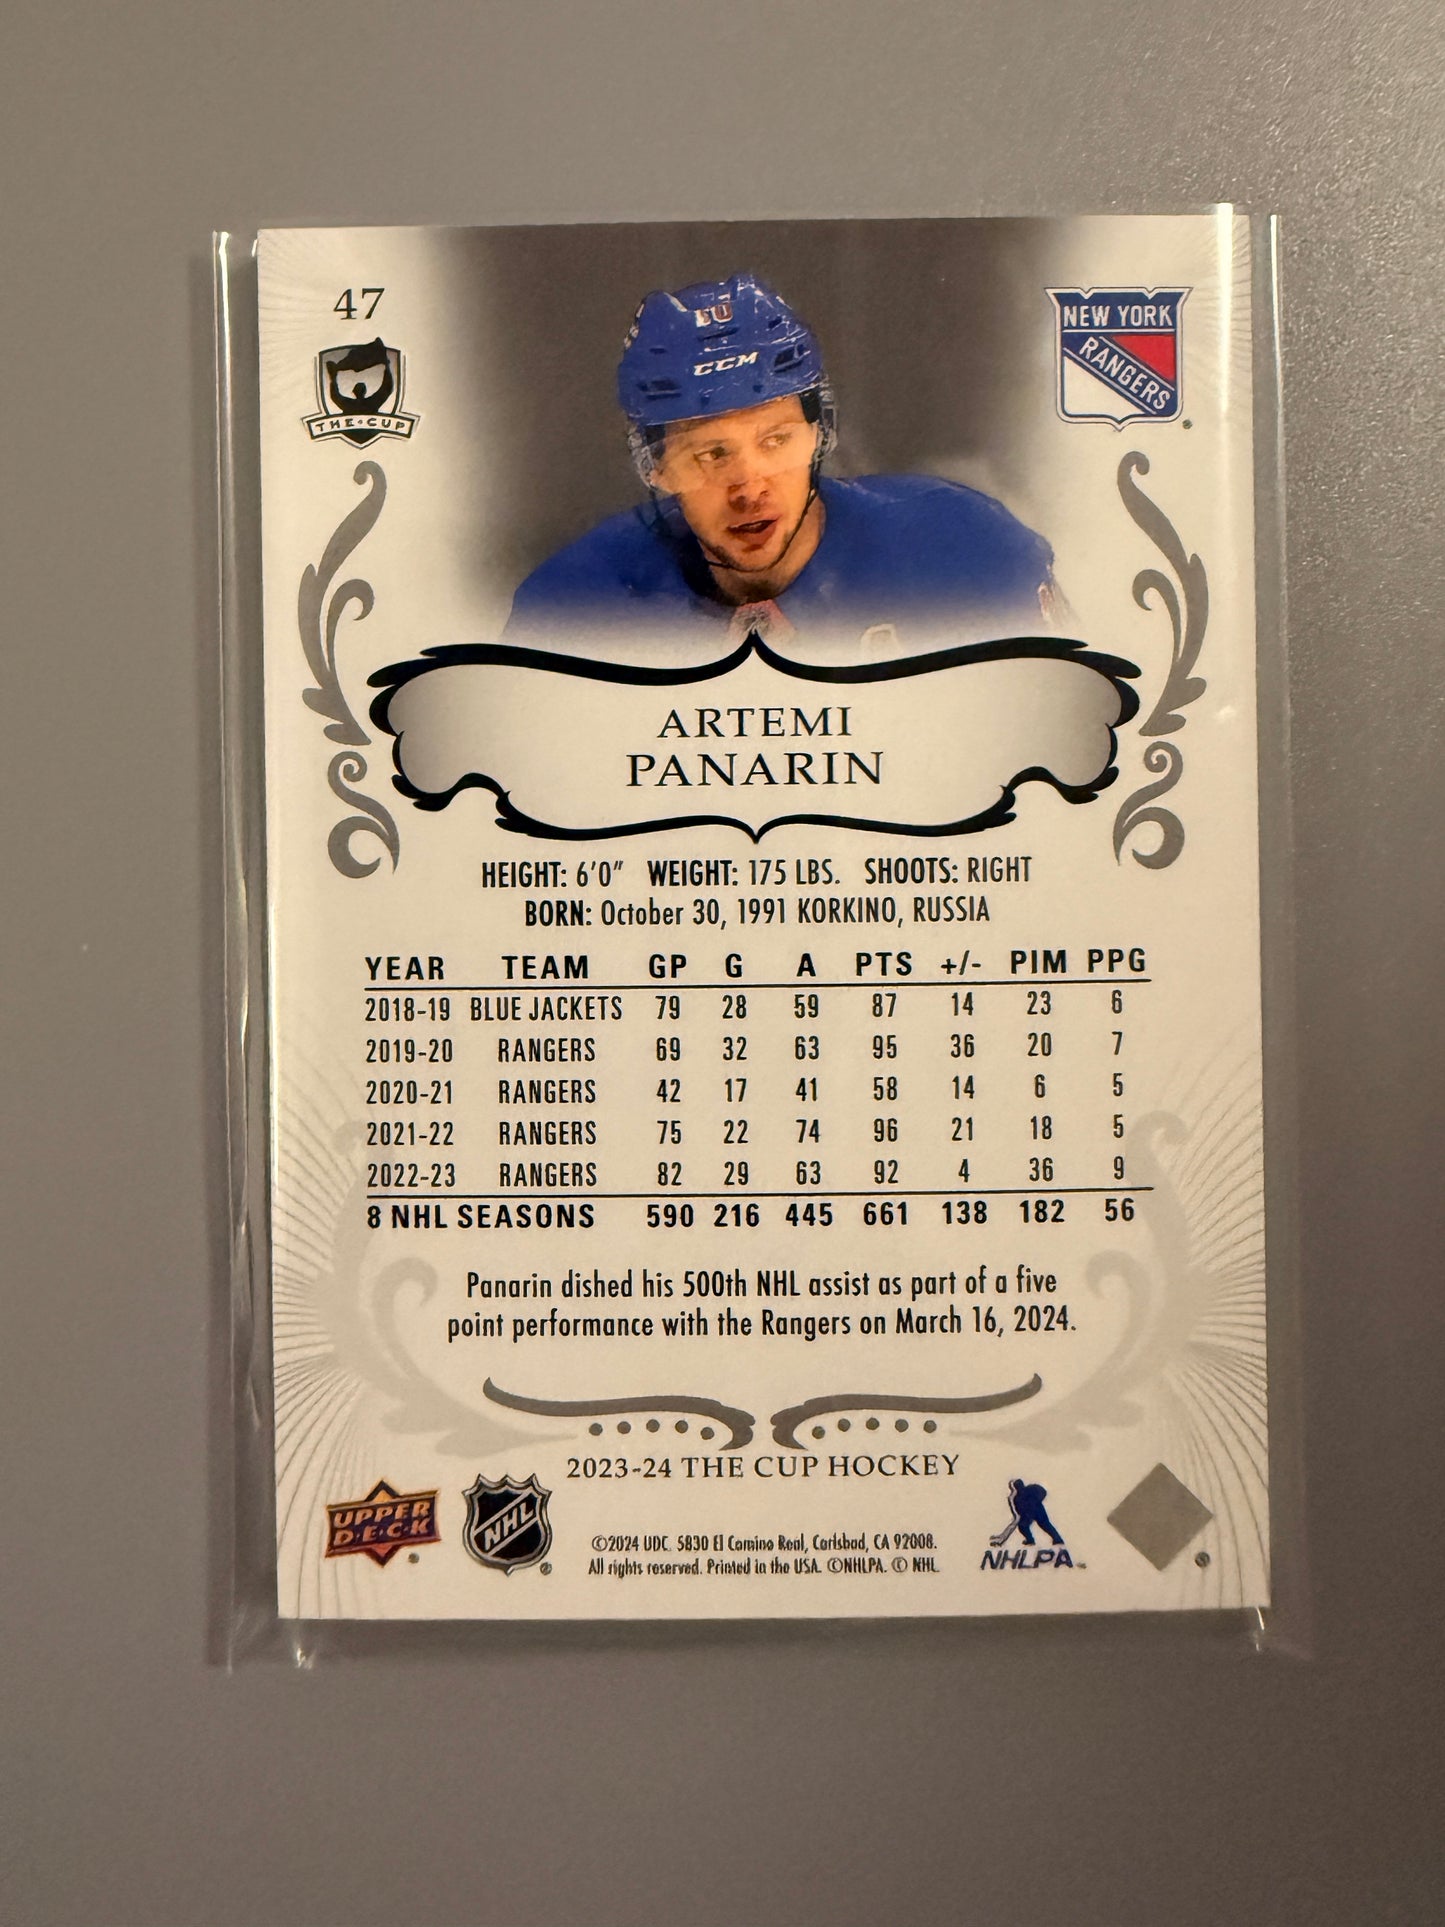 47
THE·CUP
10
CCM
NEW YORK
RANGERS
ARTEMI
PANARIN
HEIGHT: 6'0" WEIGHT: 175 LBS. SHOOTS: RIGHT
BORN: October 30, 1991 KORKINO, RUSSIA
YEAR TEAM GP G A PTS +/- PIM PPG
2018-19 BLUE JACKETS 79 28 59 87 14 23 6
2019-20 RANGERS 69 32 63 95 36 20 7
2020-21 RANGERS 42 17 41 58 14 6 5
2021-22 RANGERS 75 22 74 96 21 18 5
2022-23 RANGERS 82 29 63 92 4 36 9
8 NHL SEASONS 590 216 445 661 138 182 56
Panarin dished his 500th NHL assist as part of a five
point performance with the Rangers on March 16, 2024.
2023-24 THE CUP HOCKEY
UPPER
D·E·C·K
NHL
©2024 UDC. 5830 El Camino Real, Carlsbad, CA 92008.
All rights reserved. Printed in the USA. ©NHLPA. © NHL.
NHLPA